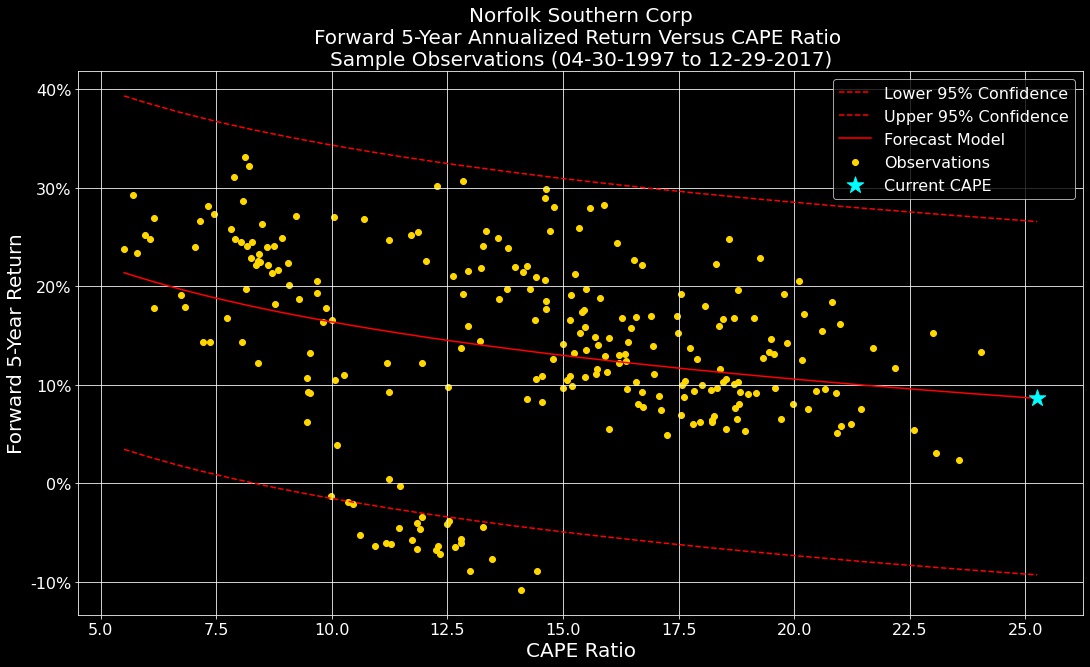 Norfolk Southern Corp
Forward 5-Year Annualized Return Versus CAPE Ratio
Sample Observations (04-30-1997 to 12-29-2017)
Lower 95% Confidence
Upper 95% Confidence
Forecast Model
Observations
Current CAPE
Forward 5-Year Return
40%
30%
20%
10%
0%
-10%
5.0 7.5 10.0 12.5 15.0 17.5 20.0 22.5 25.0
CAPE Ratio